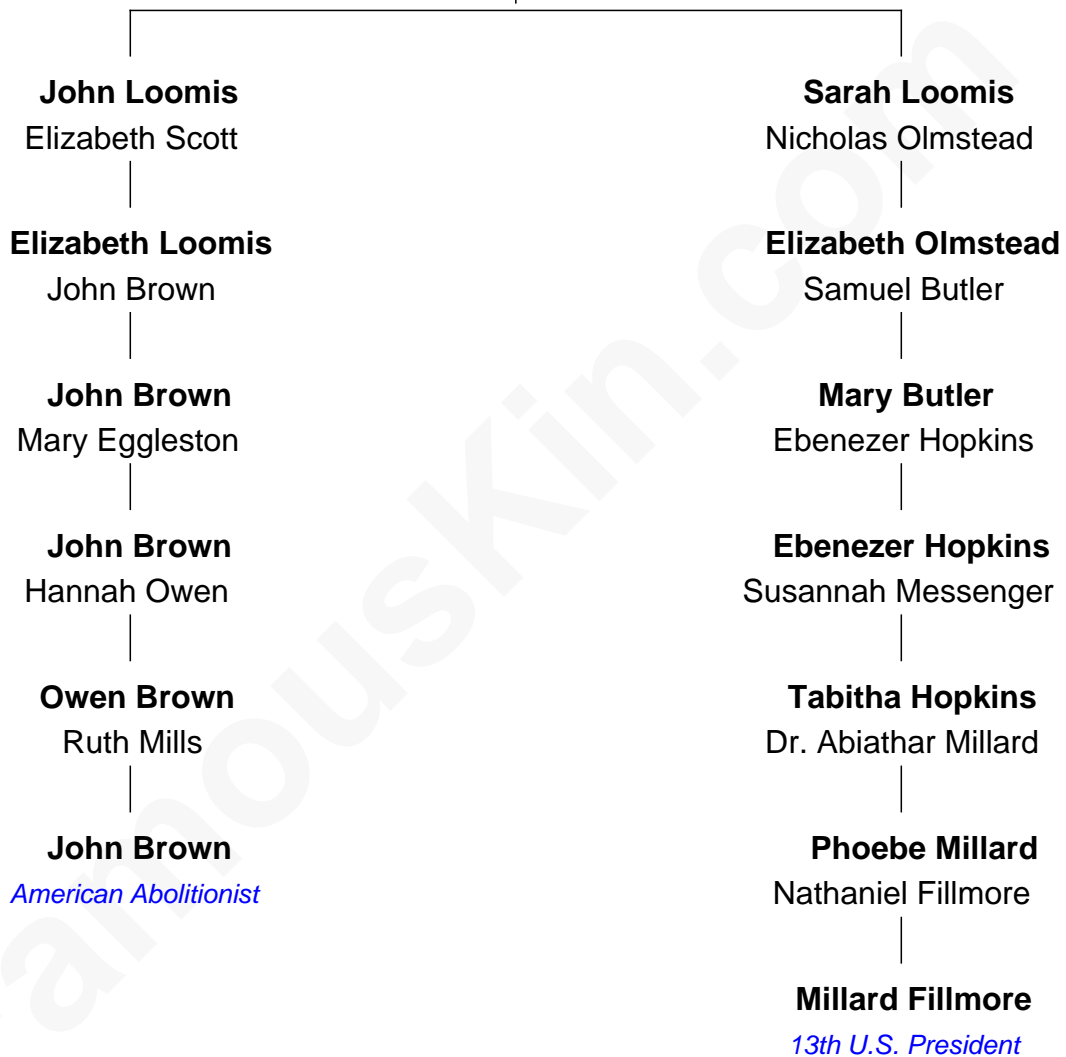 John Loomis
Elizabeth Scott
Sarah Loomis
Nicholas Olmstead
Elizabeth Loomis
John Brown
Elizabeth Olmstead
Samuel Butler
John Brown
Mary Eggleston
Mary Butler
Ebenezer Hopkins
John Brown
Hannah Owen
Ebenezer Hopkins
Susannah Messenger
Owen Brown
Ruth Mills
Tabitha Hopkins
Dr. Abiathar Millard
John Brown
American Abolitionist
Phoebe Millard
Nathaniel Fillmore
Millard Fillmore
13th U.S. President
amouskin.com